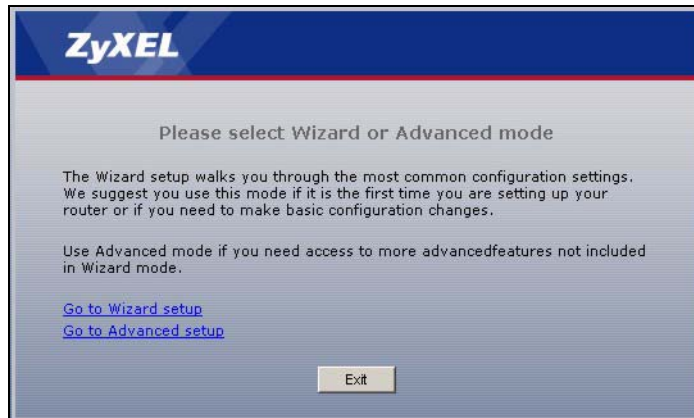 ZyXEL
Please select Wizard or Advanced mode
The Wizard setup walks you through the most common configuration settings.
We suggest you use this mode if it is the first time you are setting up your
router or if you need to make basic configuration changes.
Use Advanced mode if you need access to more advancedfeatures not included
in Wizard mode.
Go to Wizard setup
Go to Advanced setup
Exit